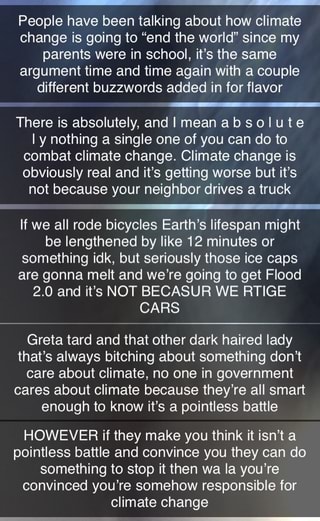 People have been talking about how climate
change is going to “end the world” since my
parents were in school, it’s the same
argument time and time again with a couple
different buzzwords added in for flavor
There is absolutely, and I mean a b s o l u t e
l y nothing a single one of you can do to
combat climate change. Climate change is
obviously real and it’s getting worse but it’s
not because your neighbor drives a truck
If we all rode bicycles Earth’s lifespan might
be lengthened by like 12 minutes or
something idk, but seriously those ice caps
are gonna melt and we’re going to get Flood
2.0 and it’s NOT BECASUR WE RTIGE
CARS
Greta tard and that other dark haired lady
that’s always bitching about something don’t
care about climate, no one in government
cares about climate because they’re all smart
enough to know it’s a pointless battle
HOWEVER if they make you think it isn’t a
pointless battle and convince you they can do
something to stop it then wa la you’re
convinced you’re somehow responsible for
climate change